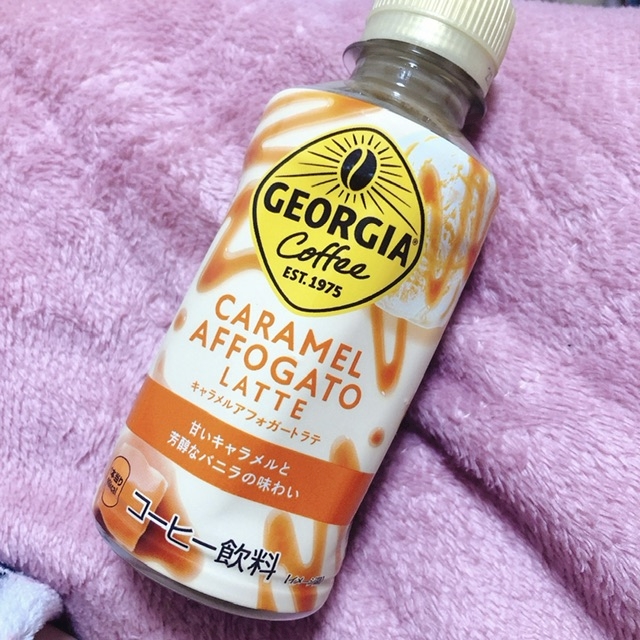 GEORGIA
Coffee
EST. 1975
CARAMEL
AFFOGATO
LATTE
キャラメルアフォガートラテ
甘いキャラメルと
芳醇なバニラの味わい
コーヒー飲料